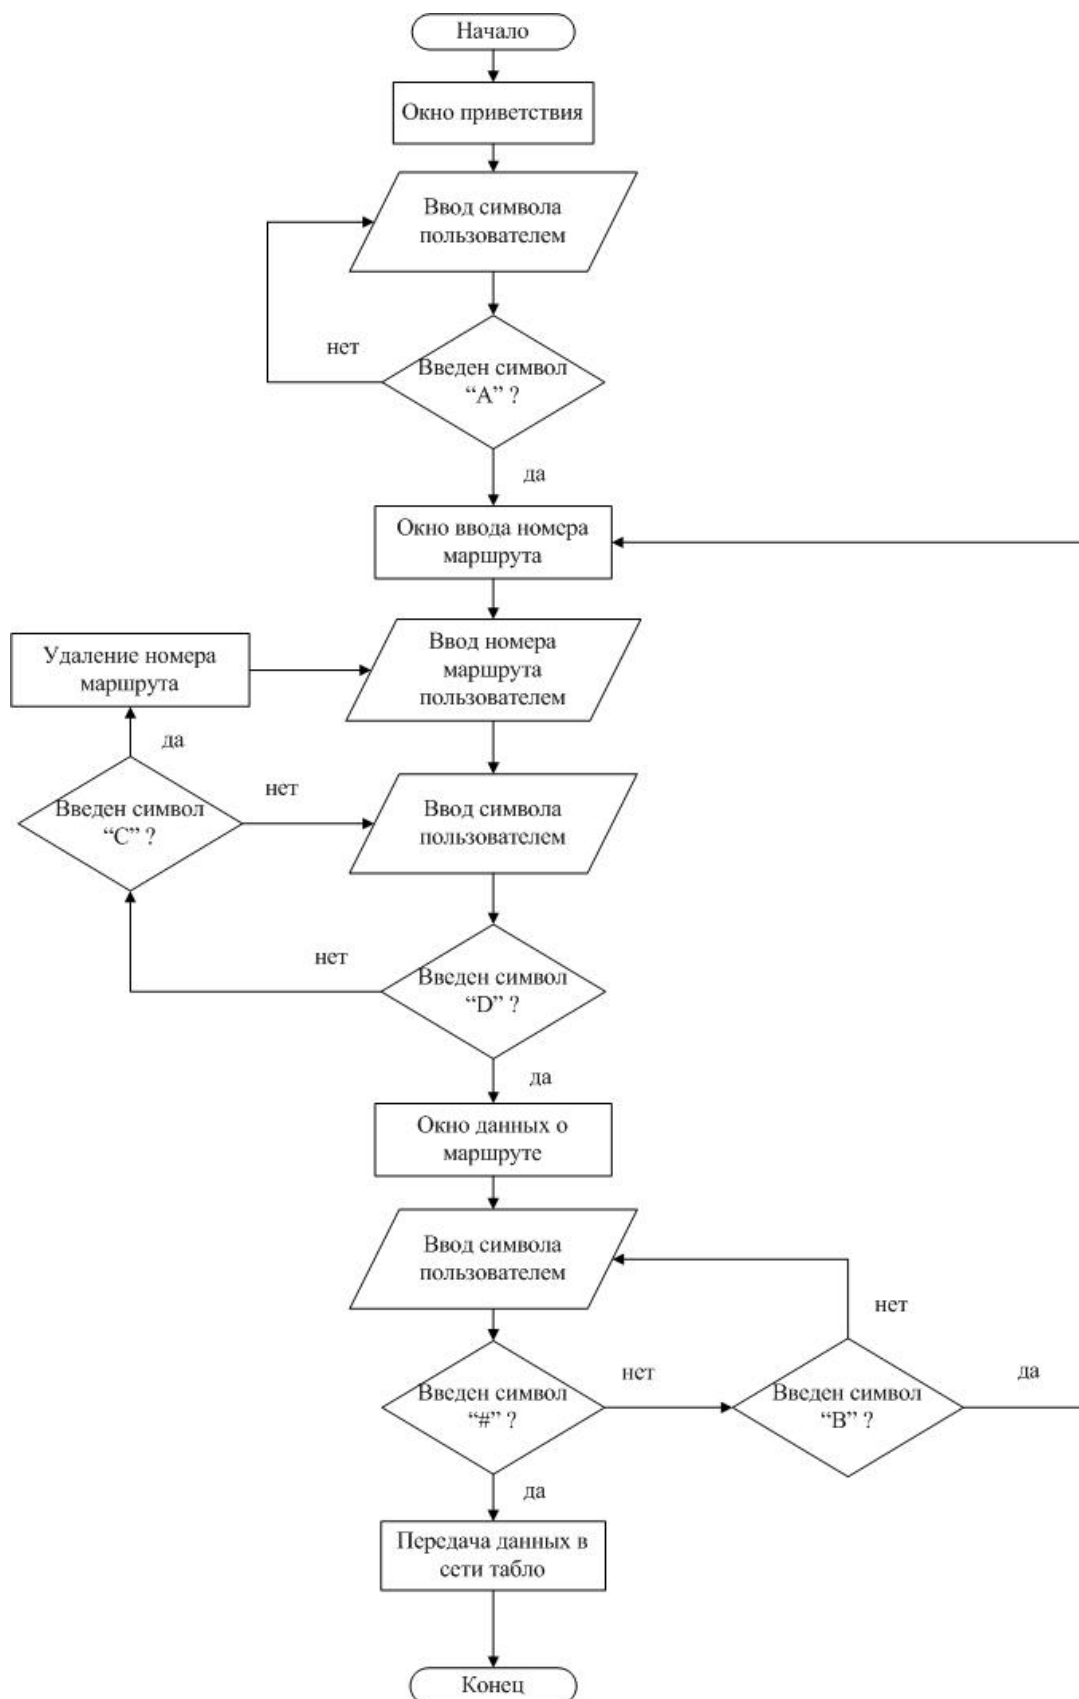 Начало
Окно приветствия
Ввод символа
пользователем
нет
Введен символ
“A” ?
да
Окно ввода номера
маршрута
Удаление номера
маршрута
Ввод номера
маршрута
пользователем
да
нет
Введен символ
“C” ?
Ввод символа
пользователем
нет
Введен символ
“D” ?
да
Окно данных о
маршруте
Ввод символа
пользователем
нет
нет
да
Введен символ
“#” ?
Введен символ
“B” ?
да
Передача данных в
сети табло
Конец